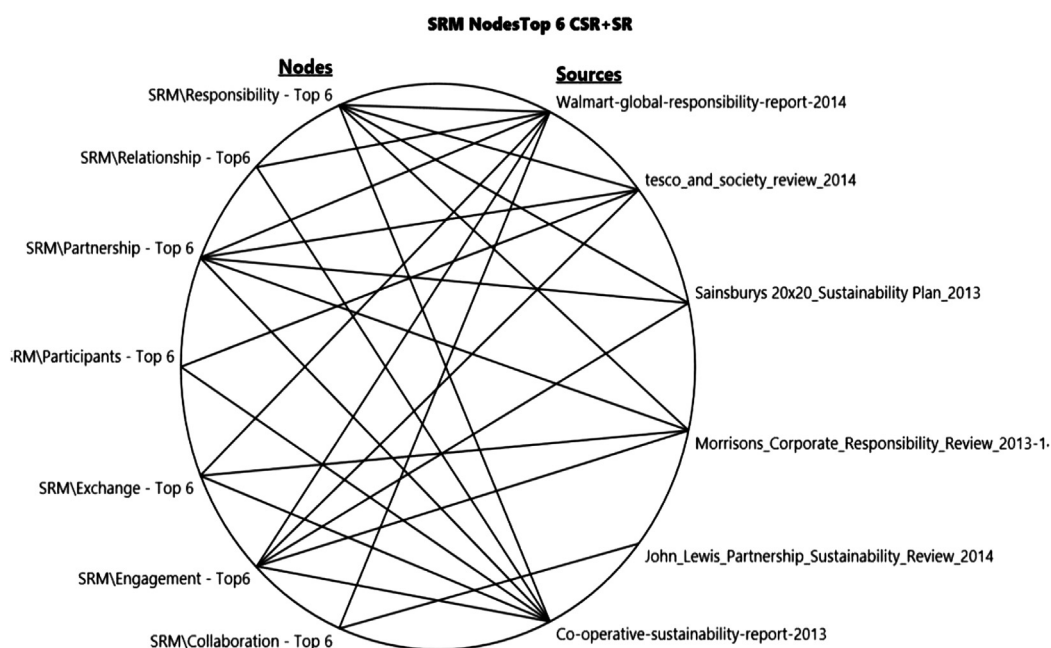 SRM NodesTop 6 CSR+SR
Nodes
Sources
SRM\Responsibility - Top 6
Walmart-global-responsibility-report-2014
SRM\Relationship - Top6
tesco_and_society_review_2014
SRM\Partnership - Top 6
Sainsburys 20x20_Sustainability Plan_2013
RM\Participants - Top 6
Morrisons_Corporate_Responsibility_Review_2013-1
SRM\Exchange - Top 6
John_Lewis_Partnership_Sustainability_Review_2014
SRM\Engagement - Top6
Co-operative-sustainability-report-2013
SRM\Collaboration - Top 6